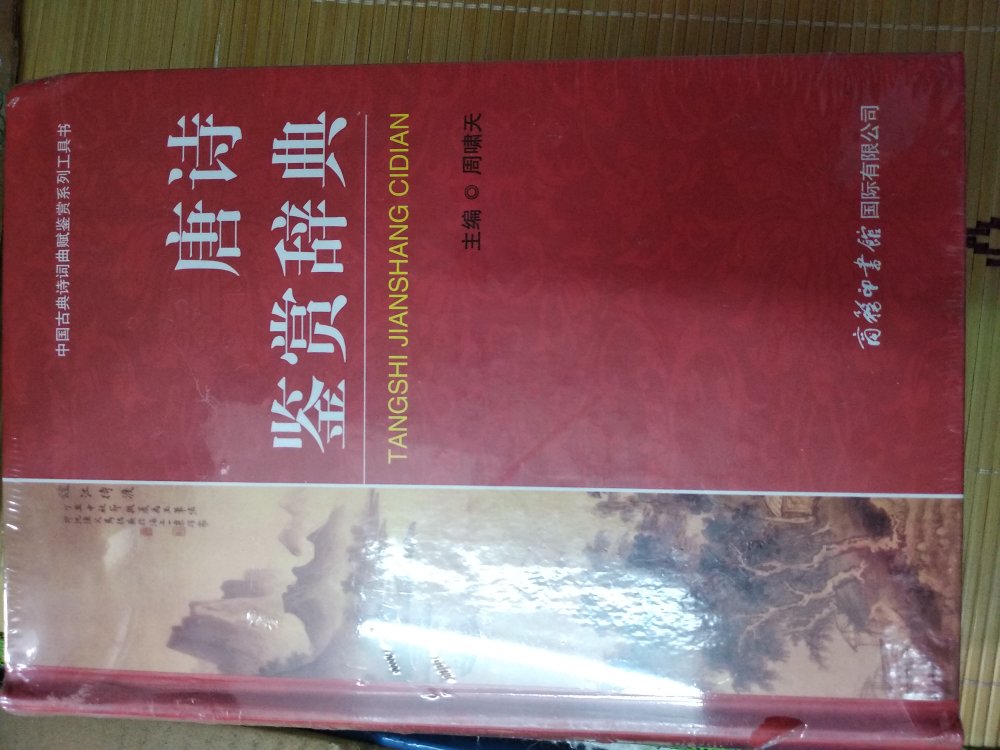 中国古典诗词曲赋鉴赏系列工具书
唐诗
鉴赏辞典
TANGSHI JIANSHANG CIDIAN
主编◎周啸天
商务印书馆国际有限公司